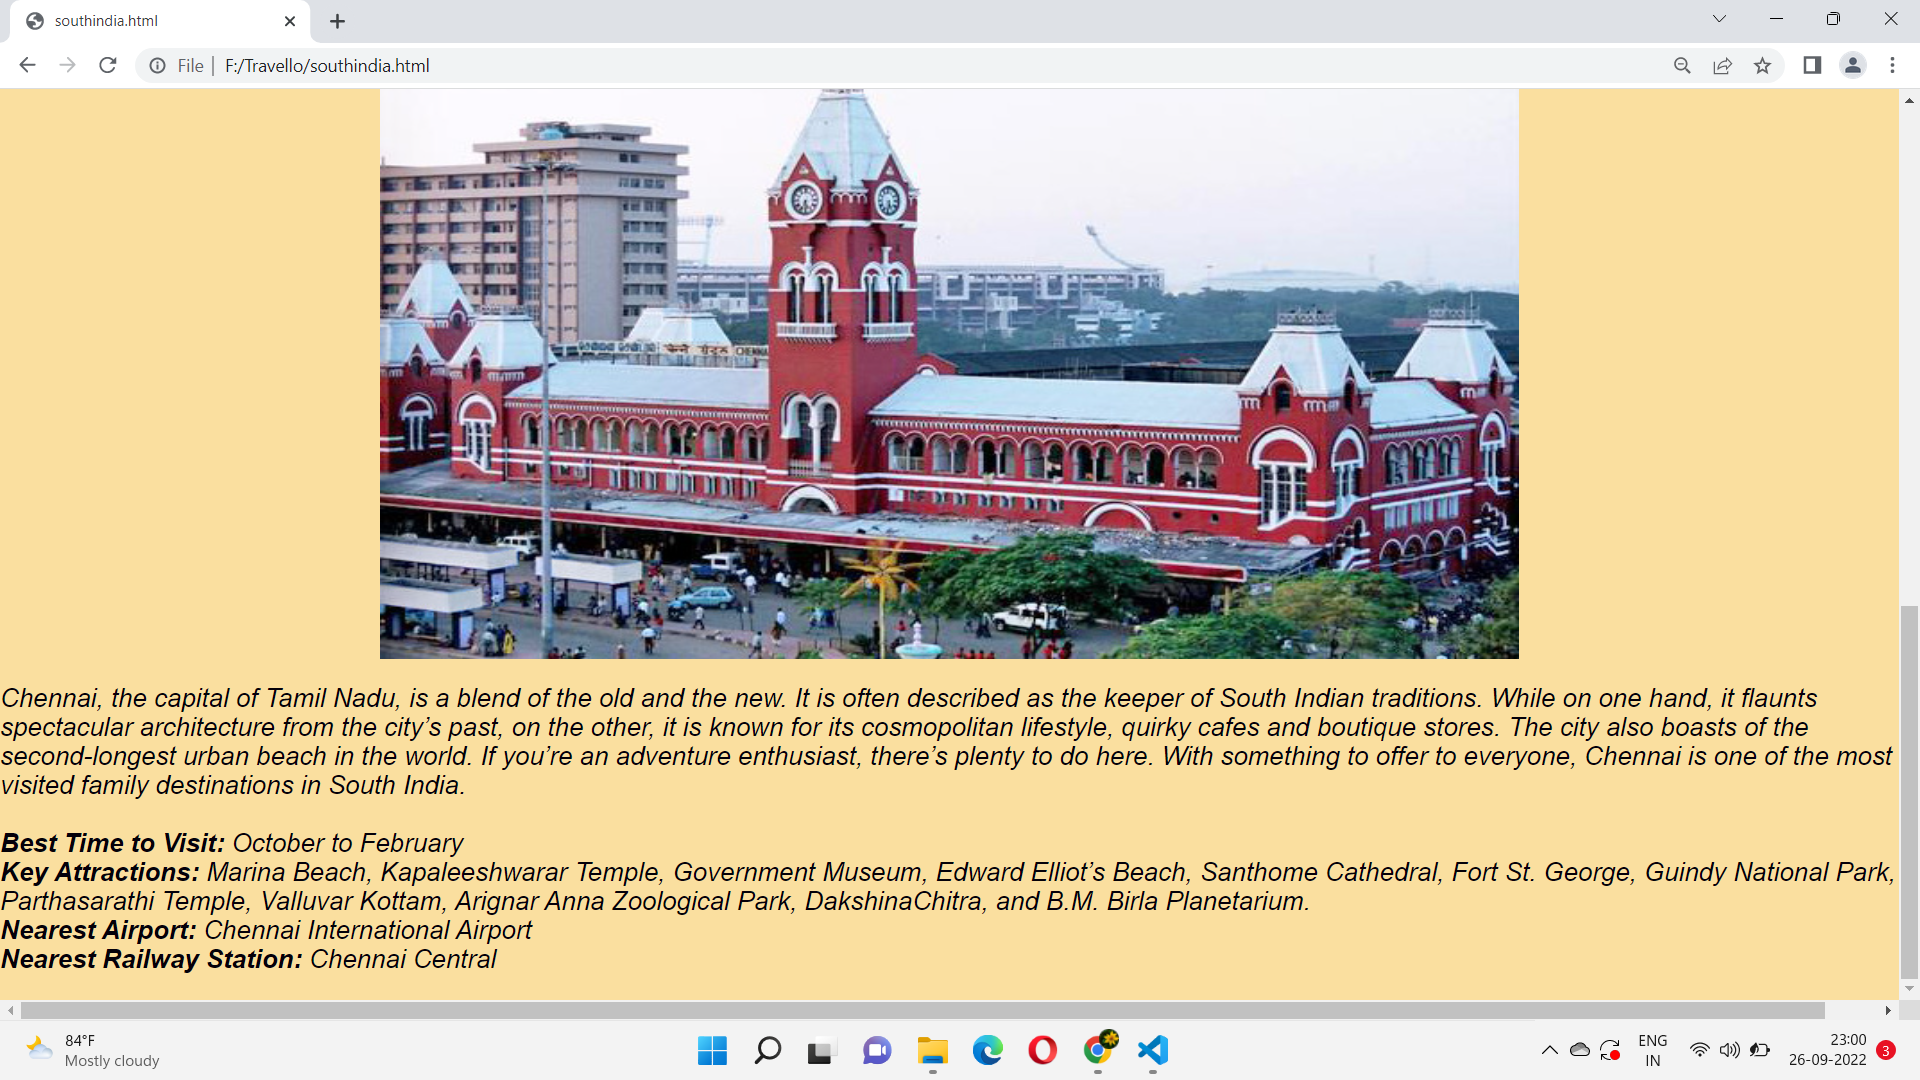 southindia.html
File
F:/Travello/southindia.html
Chennai, the capital of Tamil Nadu, is a blend of the old and the new. It is often described as the keeper of South Indian traditions. While on one hand, it flaunts
spectacular architecture from the city’s past, on the other, it is known for its cosmopolitan lifestyle, quirky cafes and boutique stores. The city also boasts of the
second-longest urban beach in the world. If you’re an adventure enthusiast, there’s plenty to do here. With something to offer to everyone, Chennai is one of the most
visited family destinations in South India.
Best Time to Visit: October to February
Key Attractions: Marina Beach, Kapaleeshwarar Temple, Government Museum, Edward Elliot’s Beach, Santhome Cathedral, Fort St. George, Guindy National Park,
Parthasarathi Temple, Valluvar Kottam, Arignar Anna Zoological Park, DakshinaChitra, and B.M. Birla Planetarium.
Nearest Airport: Chennai International Airport
Nearest Railway Station: Chennai Central
84°F
Mostly cloudy
ENG
IN
23:00
26-09-2022
3